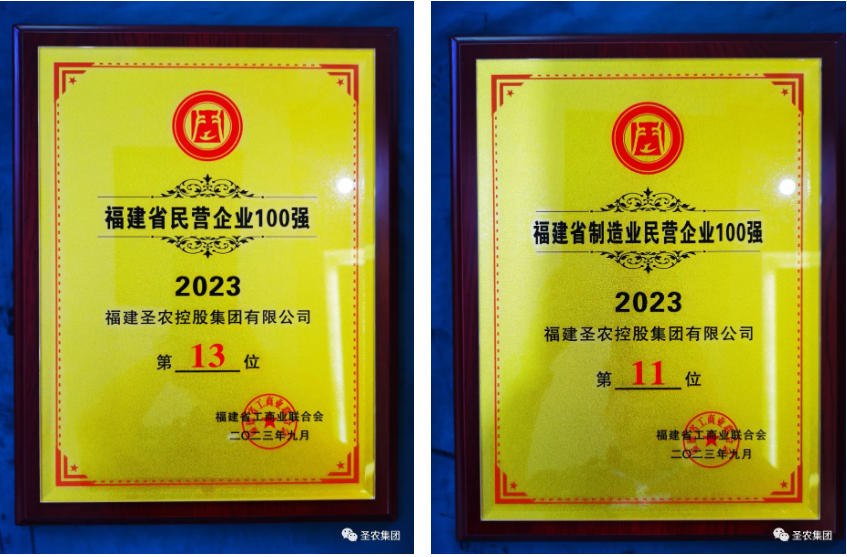 福建省民营企业100强
2023
福建圣农控股集团有限公司
第 13 位
福建省工商业联合会
二〇二三年九月
圣农集团
福建省制造业民营企业100强
2023
福建圣农控股集团有限公司
第 11 位
福建省工商业联合会
二〇二三年九月
圣农集团